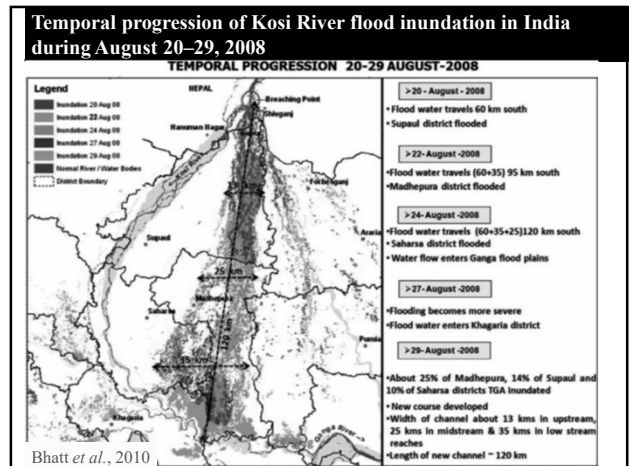 Temporal progression of Kosi River flood inundation in India
during August 20–29, 2008
TEMPORAL PROGRESSION 20-29 AUGUST-2008
Legend
Inundation 20 Aug 08
Inundation 22 Aug 08
Inundation 24 Aug 08
Inundation 27 Aug 08
Inundation 29 Aug 08
Normal River / Water Bodies
District Boundary
NEPAL
Breaching Point
Hanuman Nagar
Kosi River
Forbesganj
Araria
Supaul
25 km
Madhepura
Saharsa
120 km
Purnia
35 km
Khagaria
Ganga River
Bhatt et al., 2010
➢20 - August - 2008
•Flood water travels 60 km south
•Supaul district flooded
➢22 - August -2008
•Flood water travels (60+35) 95 km south
•Madhepura district flooded
➢24 - August -2008
•Flood water travels (60+35+25)120 km south
•Saharsa district flooded
•Water flow enters Ganga flood plains
➢27 - August -2008
•Flooding becomes more severe
•Flood water enters Khagaria district
➢29- August -2008
•About 25% of Madhepura, 14% of Supaul and
10% of Saharsa districts TGA inundated
•New course developed
•Width of channel about 13 kms in upstream,
25 kms in midstream & 35 kms in low stream
reaches
•Length of new channel ~ 120 km